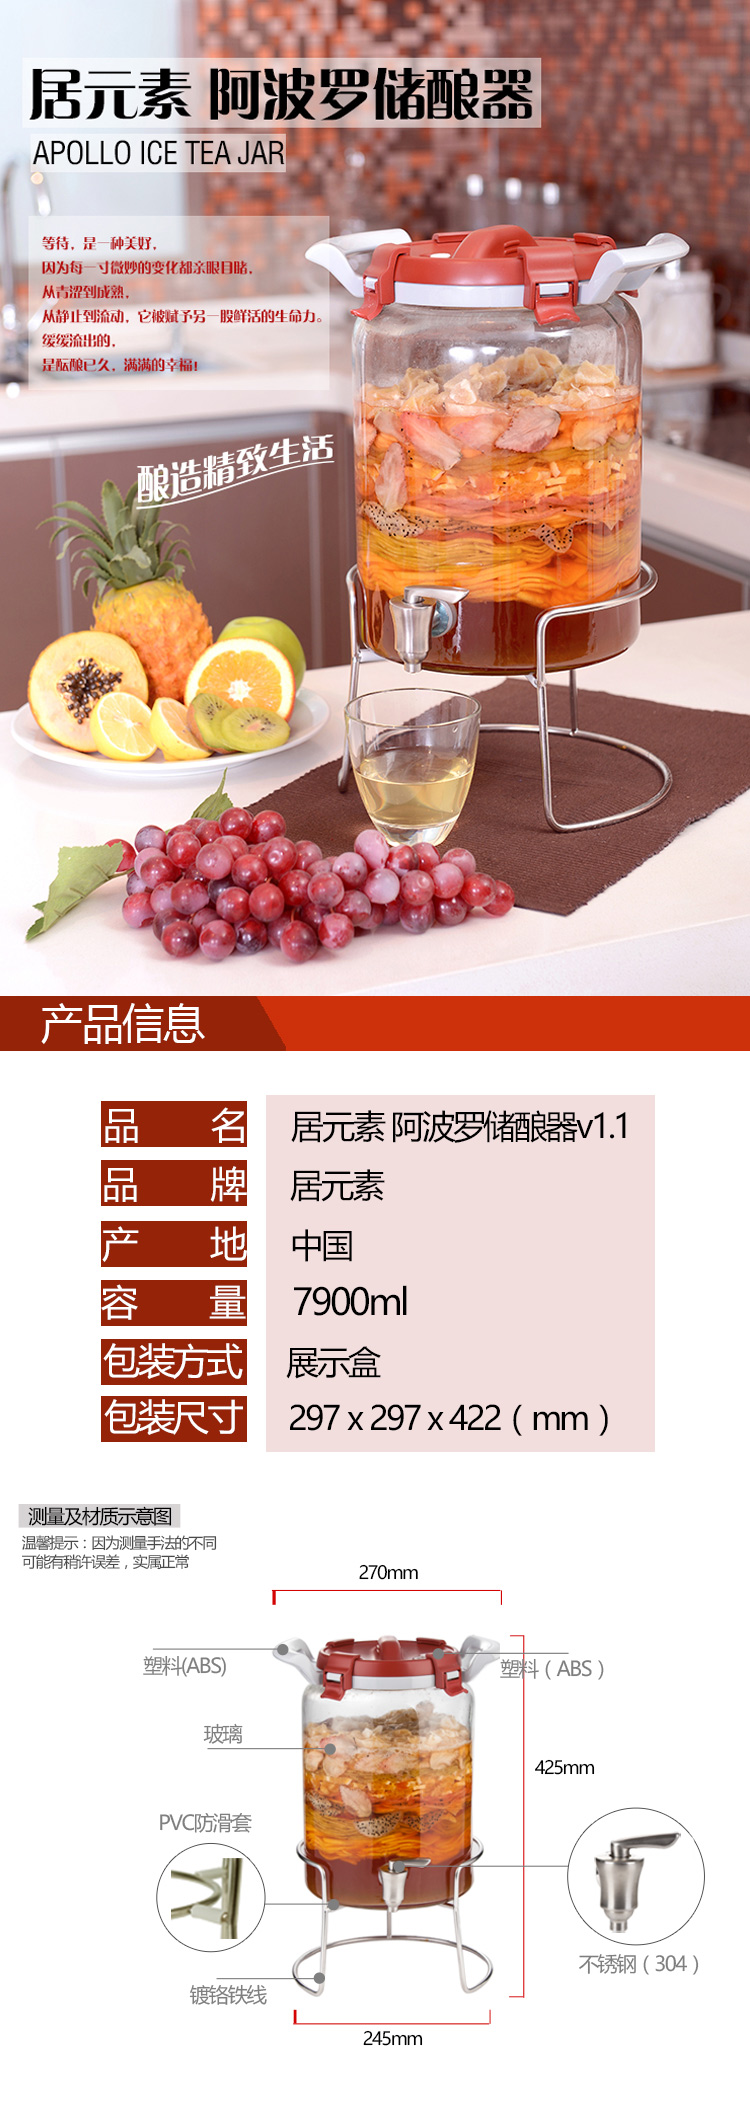 居元素 阿波罗储酿器
APOLLO ICE TEA JAR
等待，是一种美好，
因为每一寸微妙的变化都亲眼目睹，
从青涩到成熟，
从静止到流动，它被赋予另一股鲜活的生命力。
缓缓流出的，
是酝酿已久，满满的幸福！
酿造精致生活
产品信息
品 名 居元素 阿波罗储酿器v1.1
品 牌 居元素
产 地 中国
容 量 7900ml
包装方式 展示盒
包装尺寸 297 x 297 x 422（mm）
测量及材质示意图
温馨提示：因为测量手法的不同
可能有稍许误差，实属正常
270mm
塑料(ABS)
塑料（ABS）
玻璃
425mm
PVC防滑套
不锈钢（304）
镀铬铁线
245mm